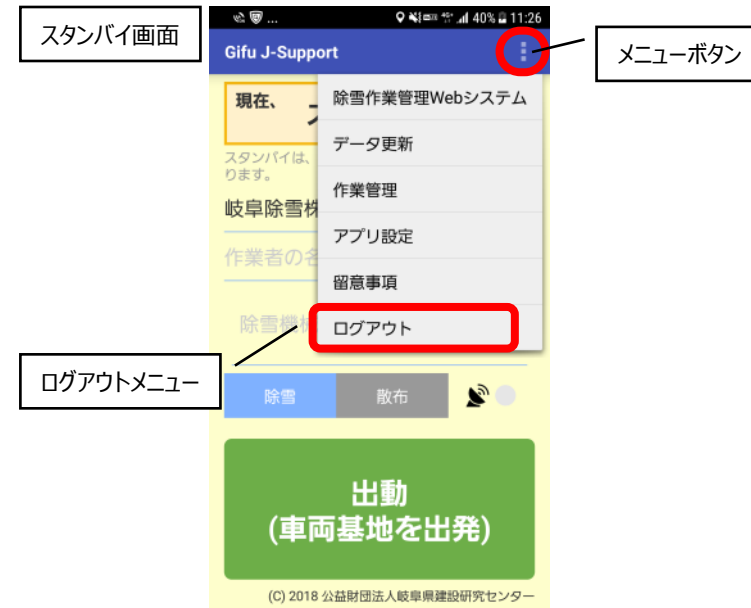 スタンバイ画面
... 40% 11:26
Gifu J-Support
メニューボタン
現在、
除雪作業管理Webシステム
データ更新
スタンバイは、
ります。
作業管理
岐阜除雪株
アプリ設定
作業者の名
留意事項
除雪機械
ログアウト
ログアウトメニュー
除雪 散布
出動
(車両基地を出発)
(C) 2018 公益財団法人岐阜県建設研究センター